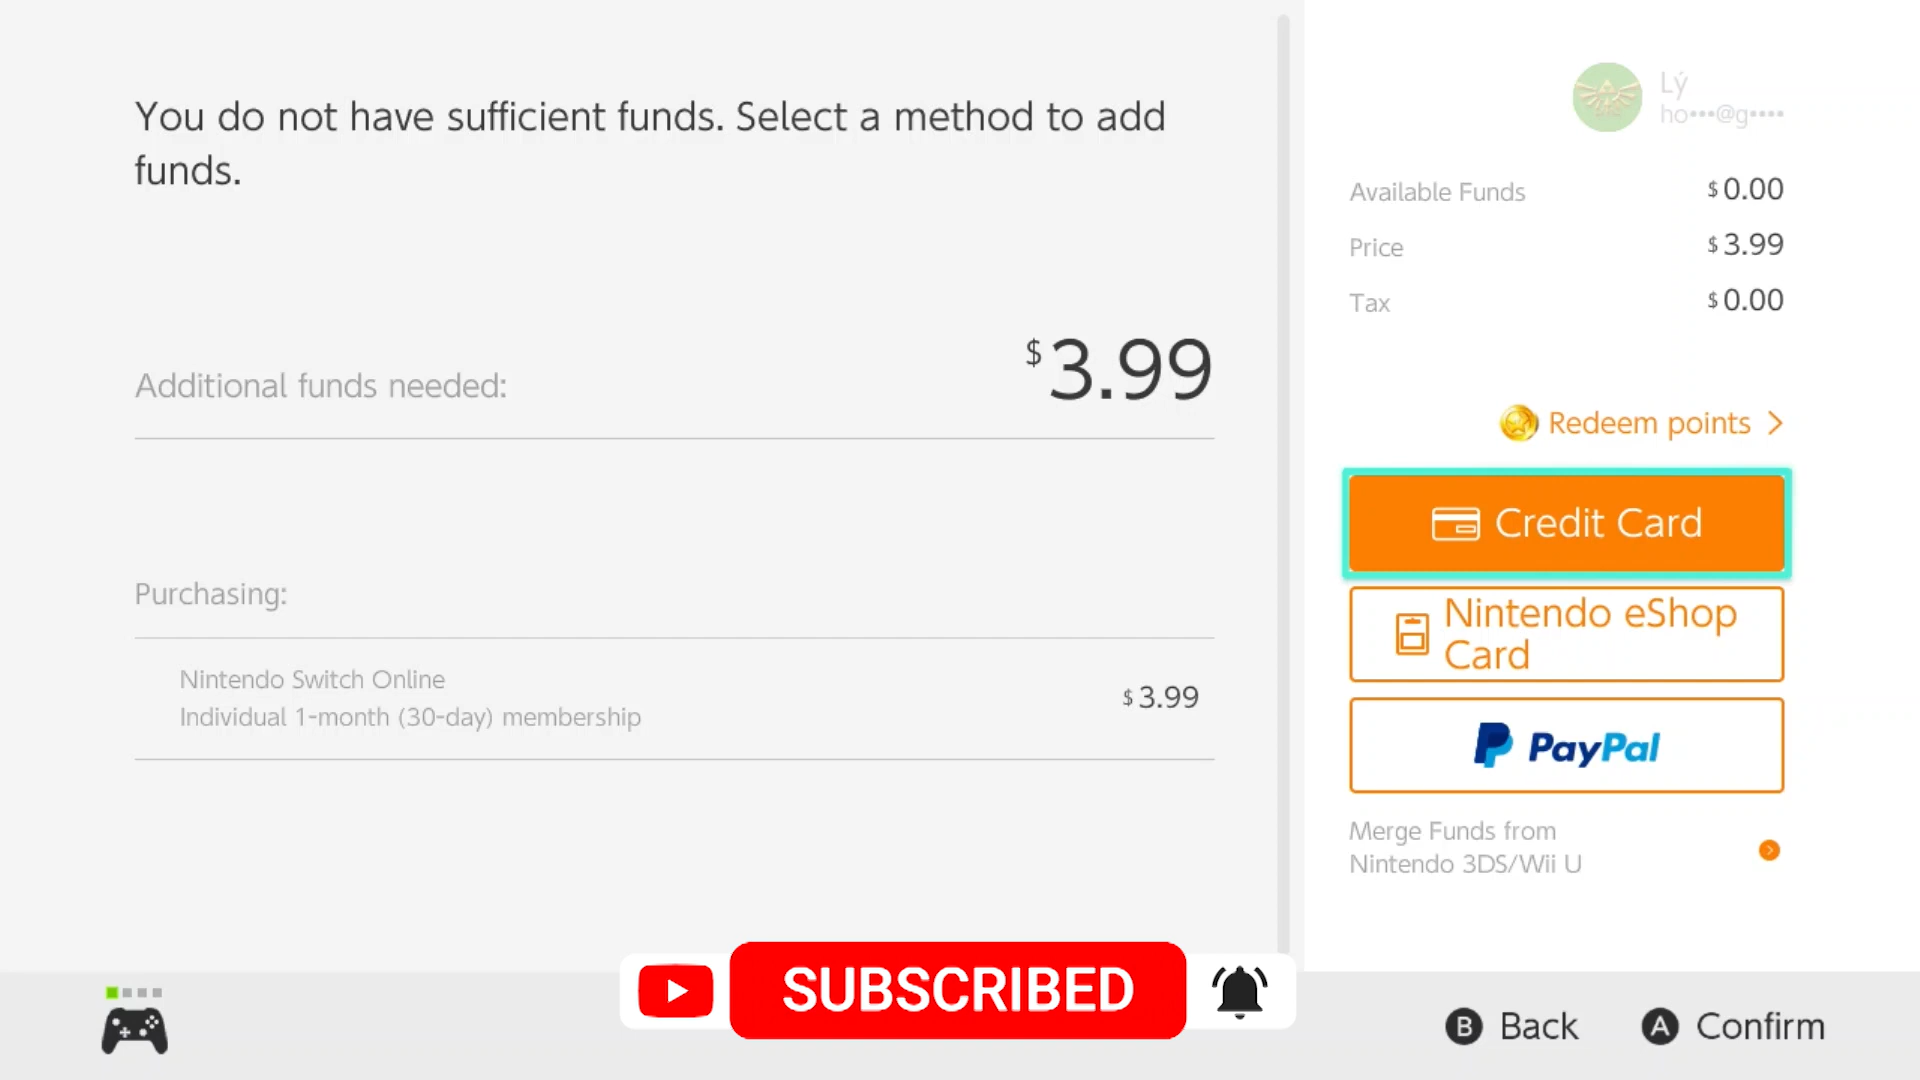 You do not have sufficient funds. Select a method to add
funds.
Additional funds needed:
$3.99
Purchasing:
Nintendo Switch Online
Individual 1-month (30-day) membership
$3.99
Lý
ho•••@g••••
Available Funds
$0.00
Price
$3.99
Tax
$0.00
Redeem points
Credit Card
Nintendo eShop
Card
PayPal
Merge Funds from
Nintendo 3DS/Wii U
SUBSCRIBED
B Back
A Confirm